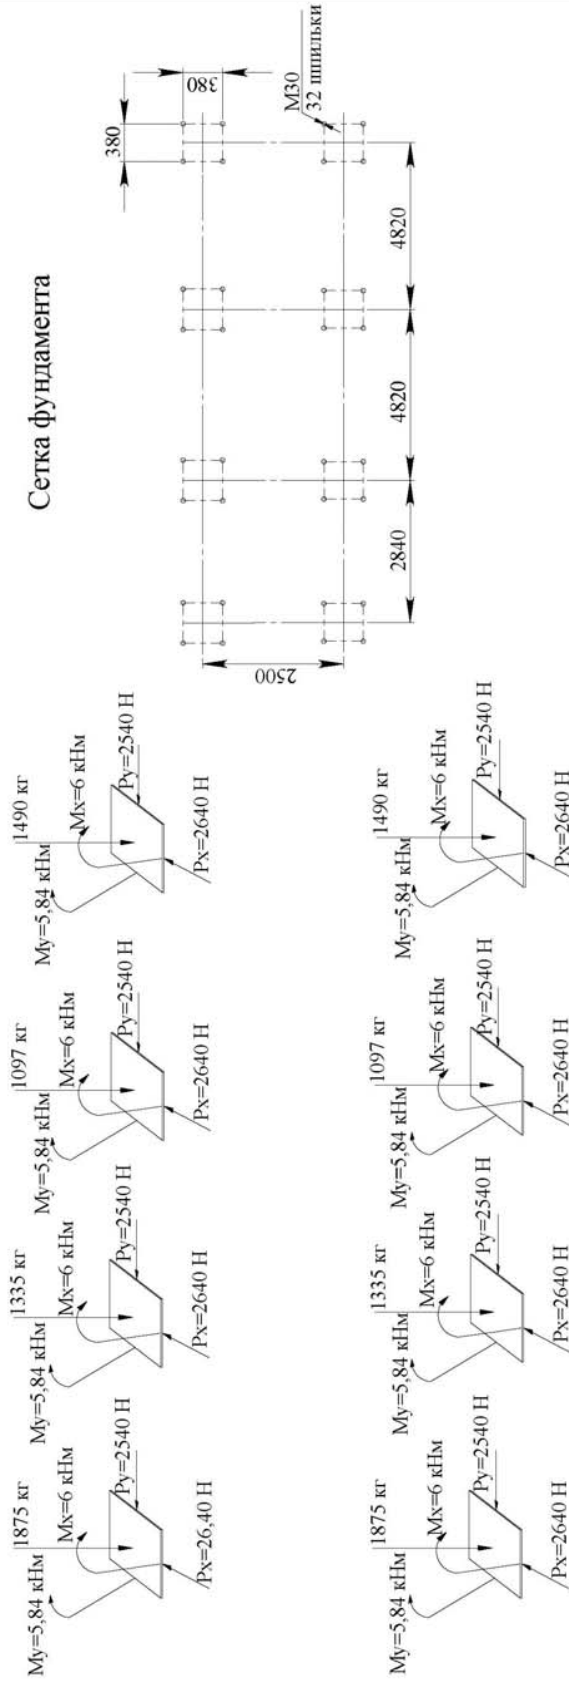 Сетка фундамента
380
380
М30
32 шпильки
2500
2840
4820
4820
1875 кг
Mx=6 кНм
My=5,84 кНм
Py=2540 Н
Px=26,40 Н
1335 кг
Mx=6 кНм
My=5,84 кНм
Py=2540 Н
Px=2640 Н
1097 кг
Mx=6 кНм
My=5,84 кНм
Py=2540 Н
Px=2640 Н
1490 кг
Mx=6 кНм
My=5,84 кНм
Py=2540 Н
Px=2640 Н
1875 кг
Mx=6 кНм
My=5,84 кНм
Py=2540 Н
Px=2640 Н
1335 кг
Mx=6 кНм
My=5,84 кНм
Py=2540 Н
Px=2640 Н
1097 кг
Mx=6 кНм
My=5,84 кНм
Py=2540 Н
Px=2640 Н
1490 кг
Mx=6 кНм
My=5,84 кНм
Py=2540 Н
Px=2640 Н